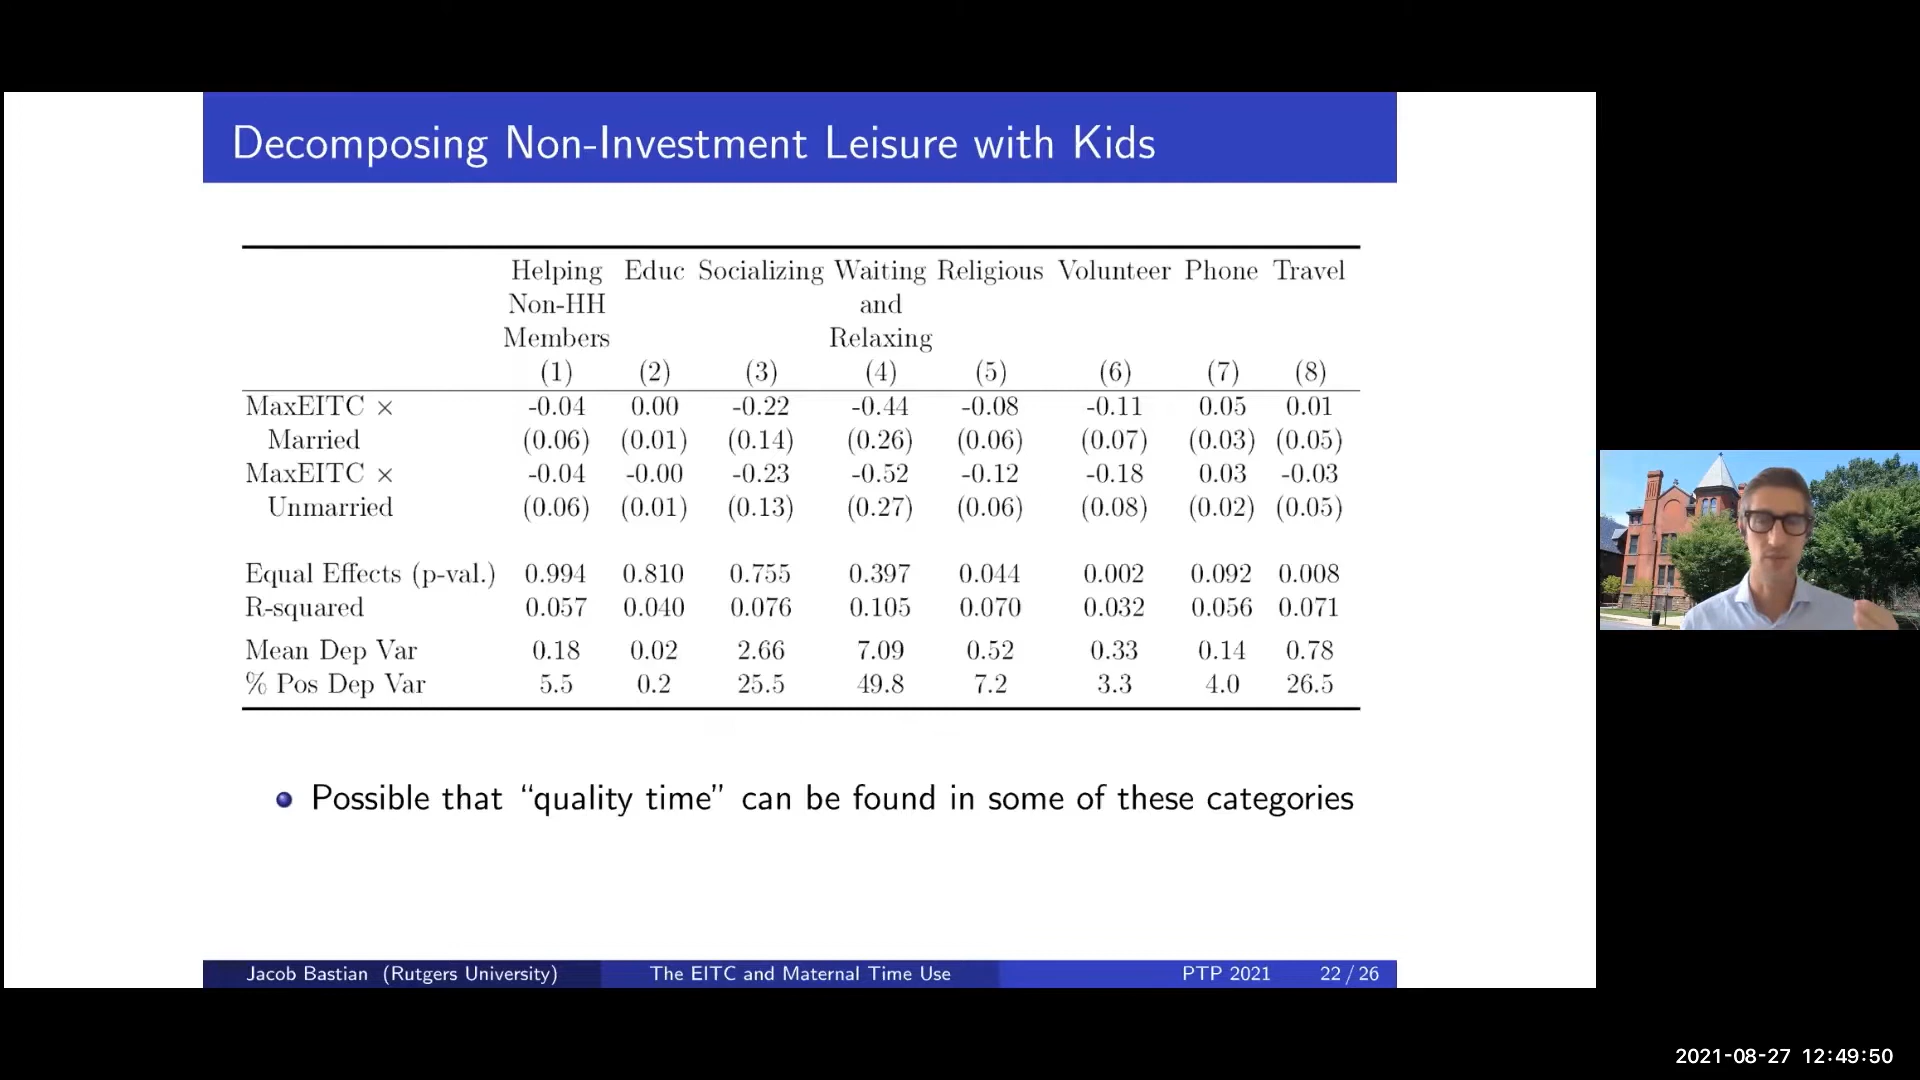 Decomposing Non-Investment Leisure with Kids
Helping Educ Socializing Waiting Religious Volunteer Phone Travel
Non-HH and
Members Relaxing
(1) (2) (3) (4) (5) (6) (7) (8)
MaxEITC × -0.04 0.00 -0.22 -0.44 -0.08 -0.11 0.05 0.01
Married (0.06) (0.01) (0.14) (0.26) (0.06) (0.07) (0.03) (0.05)
MaxEITC × -0.04 -0.00 -0.23 -0.52 -0.12 -0.18 0.03 -0.03
Unmarried (0.06) (0.01) (0.13) (0.27) (0.06) (0.08) (0.02) (0.05)
Equal Effects (p-val.) 0.994 0.810 0.755 0.397 0.044 0.002 0.092 0.008
R-squared 0.057 0.040 0.076 0.105 0.070 0.032 0.056 0.071
Mean Dep Var 0.18 0.02 2.66 7.09 0.52 0.33 0.14 0.78
% Pos Dep Var 5.5 0.2 25.5 49.8 7.2 3.3 4.0 26.5
Possible that “quality time” can be found in some of these categories
Jacob Bastian (Rutgers University) The EITC and Maternal Time Use PTP 2021 22 / 26
2021-08-27 12:49:50